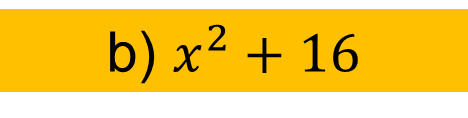 b) x² + 16